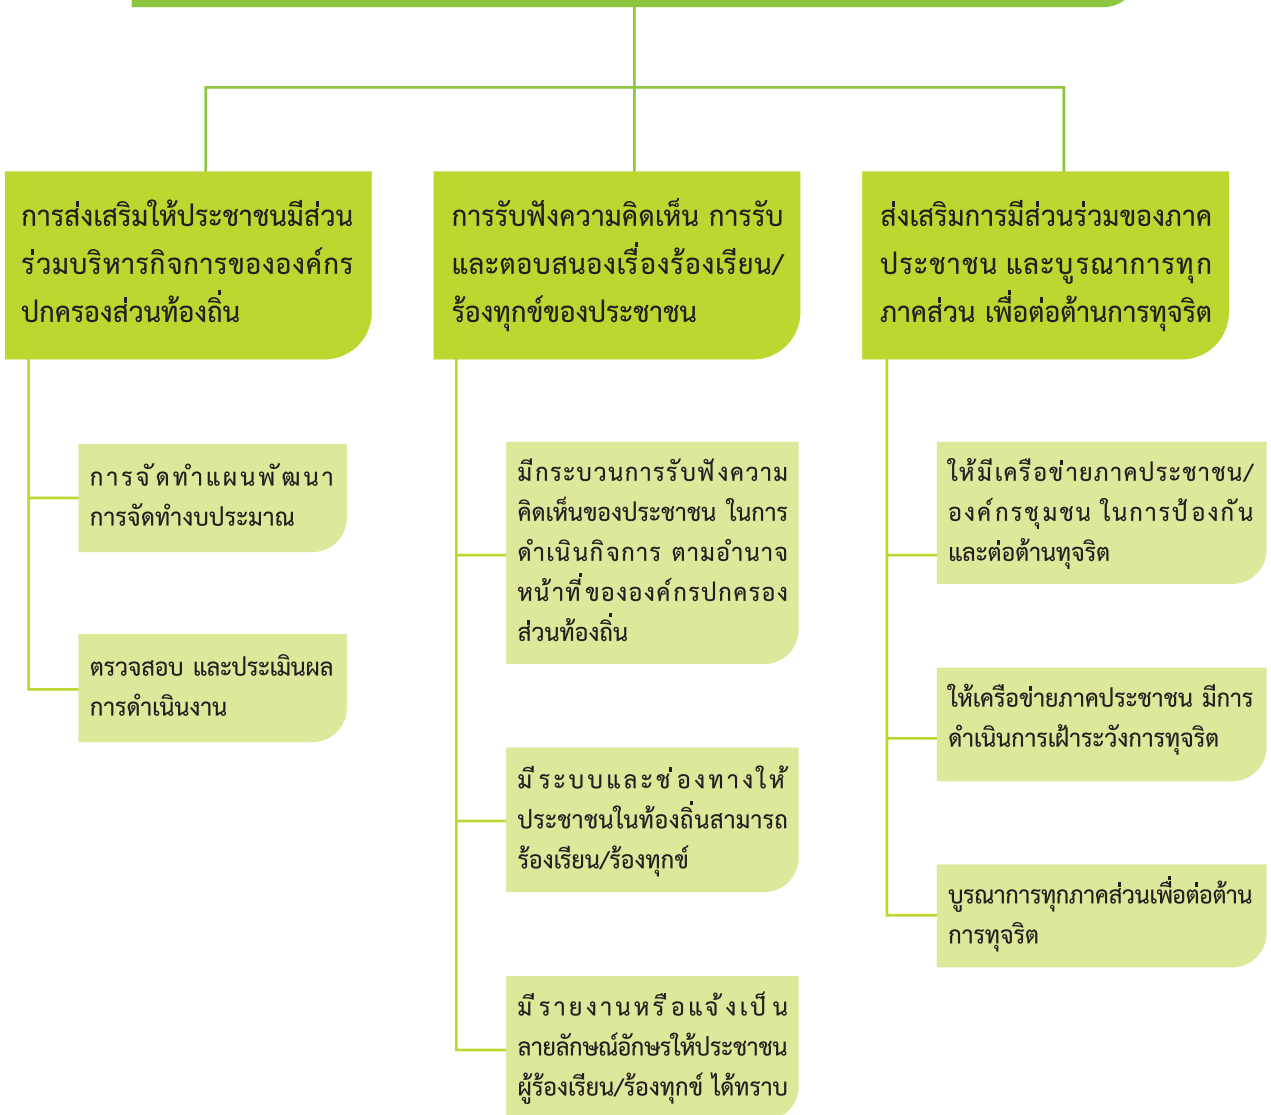 การส่งเสริมให้ประชาชนมีส่วน
ร่วมบริหารกิจการขององค์กร
ปกครองส่วนท้องถิ่น
การจัดทำแผนพัฒนา
การจัดทำงบประมาณ
ตรวจสอบ และประเมินผล
การดำเนินงาน
การรับฟังความคิดเห็น การรับ
และตอบสนองเรื่องร้องเรียน/
ร้องทุกข์ของประชาชน
มีกระบวนการรับฟังความ
คิดเห็นของประชาชน ในการ
ดำเนินกิจการ ตามอำนาจ
หน้าที่ขององค์กรปกครอง
ส่วนท้องถิ่น
มีระบบและช่องทางให้
ประชาชนในท้องถิ่นสามารถ
ร้องเรียน/ร้องทุกข์
มีรายงานหรือแจ้งเป็น
ลายลักษณ์อักษรให้ประชาชน
ผู้ร้องเรียน/ร้องทุกข์ ได้ทราบ
ส่งเสริมการมีส่วนร่วมของภาค
ประชาชน และบูรณาการทุก
ภาคส่วน เพื่อต่อต้านการทุจริต
ให้มีเครือข่ายภาคประชาชน/
องค์กรชุมชน ในการป้องกัน
และต่อต้านทุจริต
ให้เครือข่ายภาคประชาชน มีการ
ดำเนินการเฝ้าระวังการทุจริต
บูรณาการทุกภาคส่วนเพื่อต่อต้าน
การทุจริต